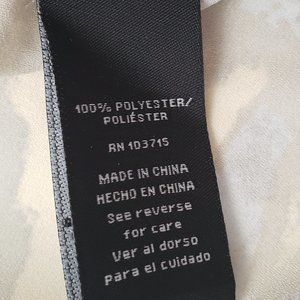 100% POLYESTER/
POLIÉSTER
RN 103715
MADE IN CHINA
HECHO EN CHINA
See reverse
for care
Ver al dorso
para el cuidado